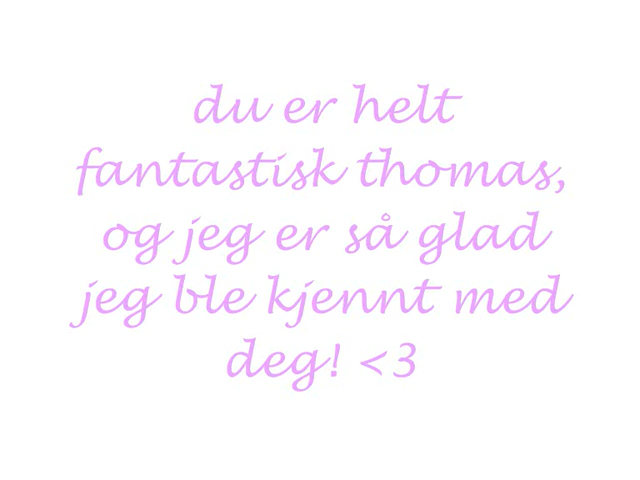 du er helt
fantastisk thomas,
og jeg er så glad
jeg ble kjennt med
deg! <3